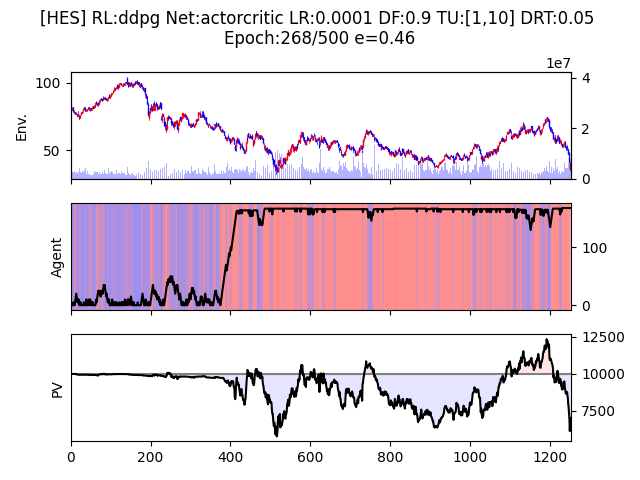 [HES] RL:ddpg Net:actorcritic LR:0.0001 DF:0.9 TU:[1,10] DRT:0.05
Epoch:268/500 e=0.46
1e7
100
50
Env.
4
2
0
Agent
100
0
PV
12500
10000
7500
0 200 400 600 800 1000 1200